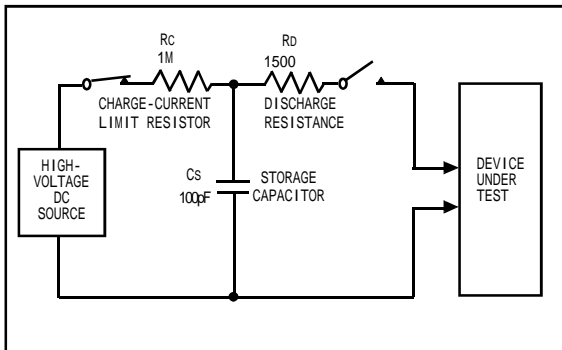 RC
1M
CHARGE-CURRENT
LIMIT RESISTOR
RD
1500
DISCHARGE
RESISTANCE
HIGH-
VOLTAGE
DC
SOURCE
CS
100pF
STORAGE
CAPACITOR
DEVICE
UNDER
TEST